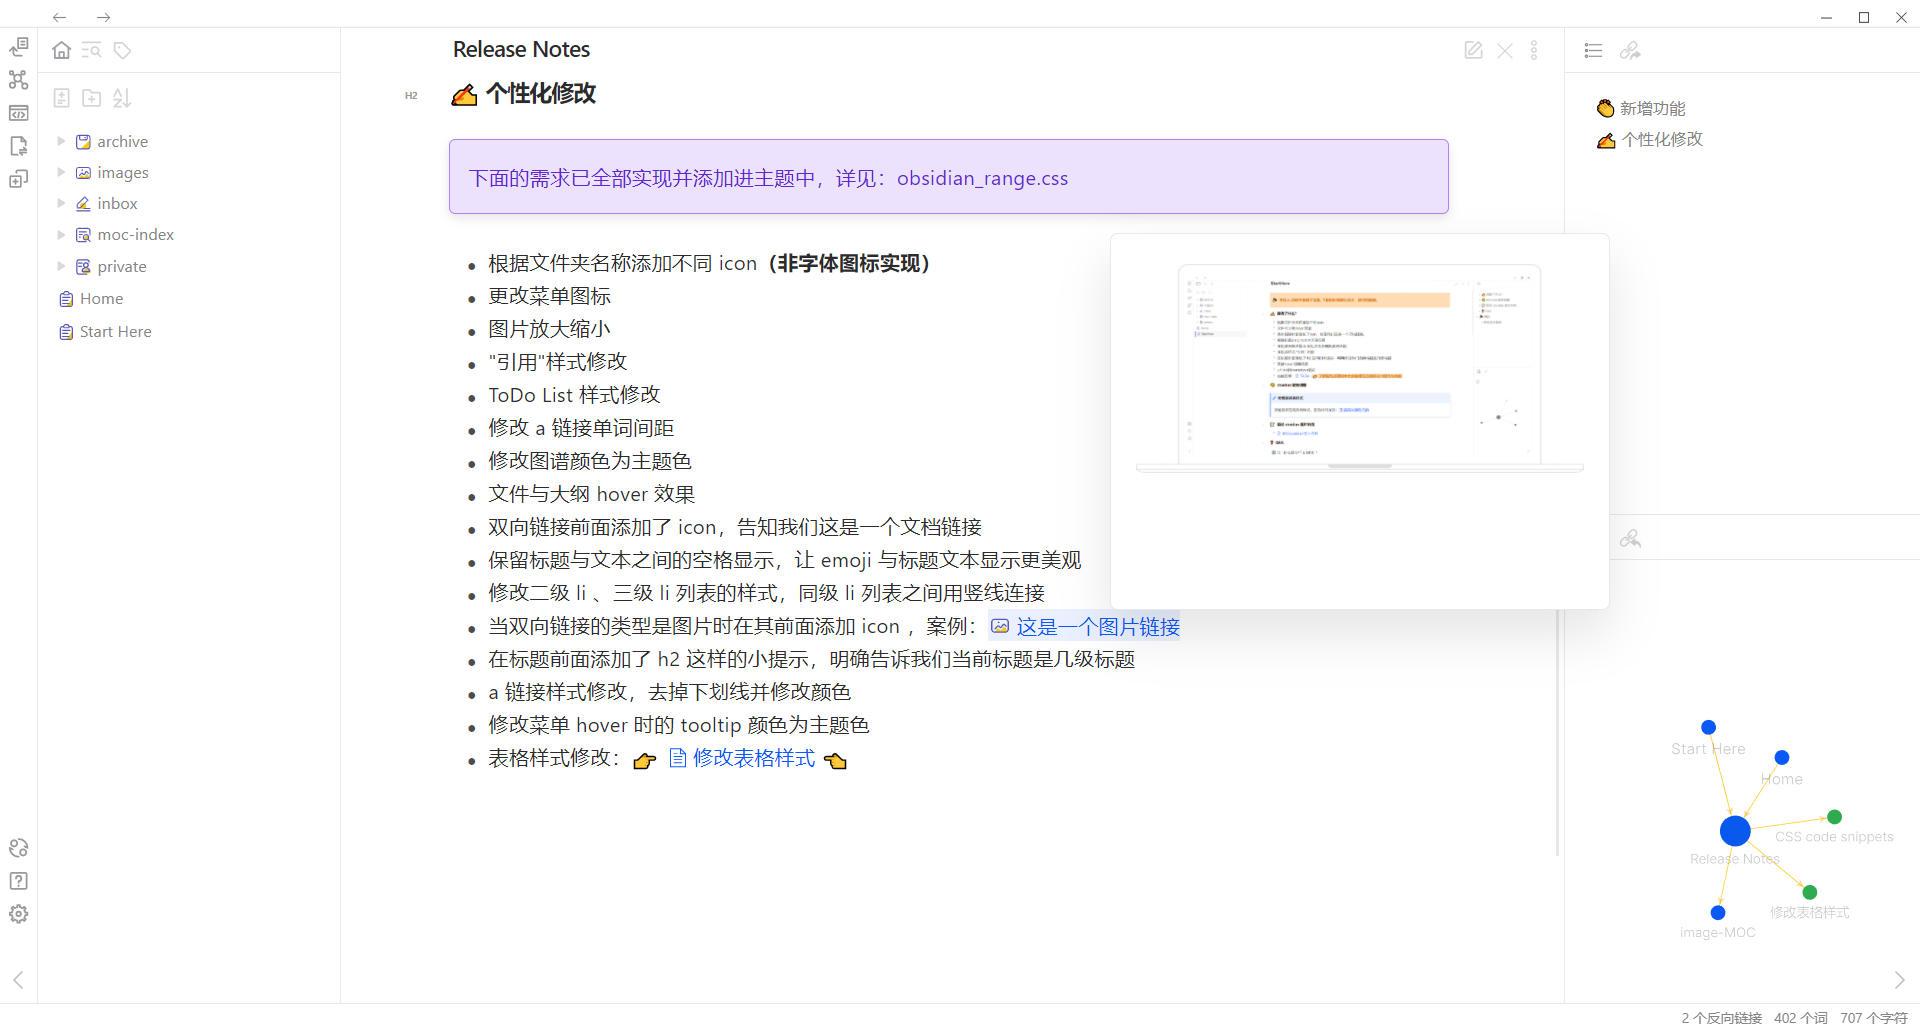 archive
images
inbox
moc-index
private
Home
Start Here
Release Notes
H2
✍ 个性化修改
下面的需求已全部实现并添加进主题中，详见：obsidian_range.css
根据文件夹名称添加不同 icon（非字体图标实现）
更改菜单图标
图片放大缩小
"引用"样式修改
ToDo List 样式修改
修改 a 链接单词间距
修改图谱颜色为主题色
文件与大纲 hover 效果
双向链接前面添加了 icon，告知我们这是一个文档链接
保留标题与文本之间的空格显示，让 emoji 与标题文本显示更美观
修改二级 li 、三级 li 列表的样式，同级 li 列表之间用竖线连接
当双向链接的类型是图片时在其前面添加 icon ，案例： 这是一个图片链接
在标题前面添加了 h2 这样的小提示，明确告诉我们当前标题是几级标题
a 链接样式修改，去掉下划线并修改颜色
修改菜单 hover 时的 tooltip 颜色为主题色
表格样式修改：👉 修改表格样式 👈
StartHere
👏 新增功能
✍ 个性化修改
Start Here
Home
CSS code snippets
Release Notes
修改表格样式
image-MOC
2 个反向链接 402 个词 707 个字符